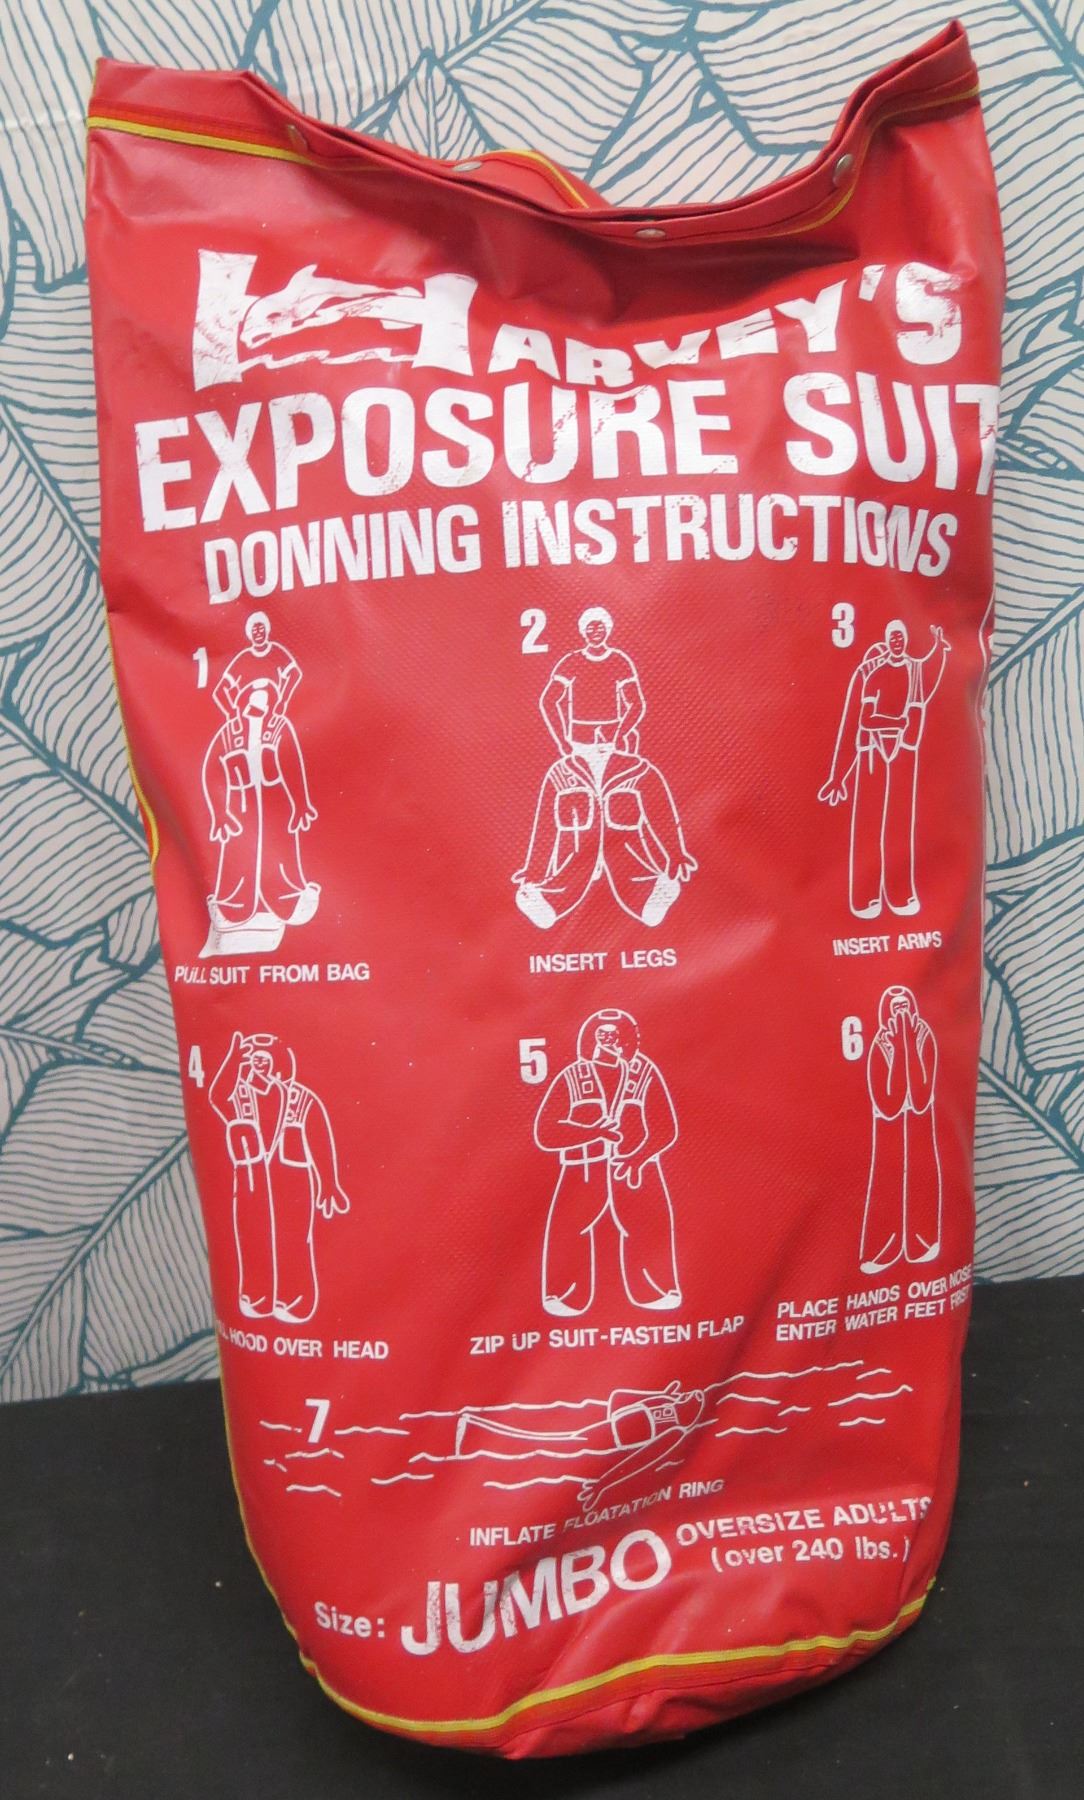 HARVEY'S
EXPOSURE SUIT
DONNING INSTRUCTIONS
1
2
3
PULL SUIT FROM BAG
INSERT LEGS
INSERT ARMS
4
5
6
HOOD OVER HEAD
ZIP UP SUIT-FASTEN FLAP
PLACE HANDS OVER NOSE
ENTER WATER FEET FIRST
7
INFLATE FLOATATION RING
Size: JUMBO OVERSIZE ADULTS
(over 240 lbs.)